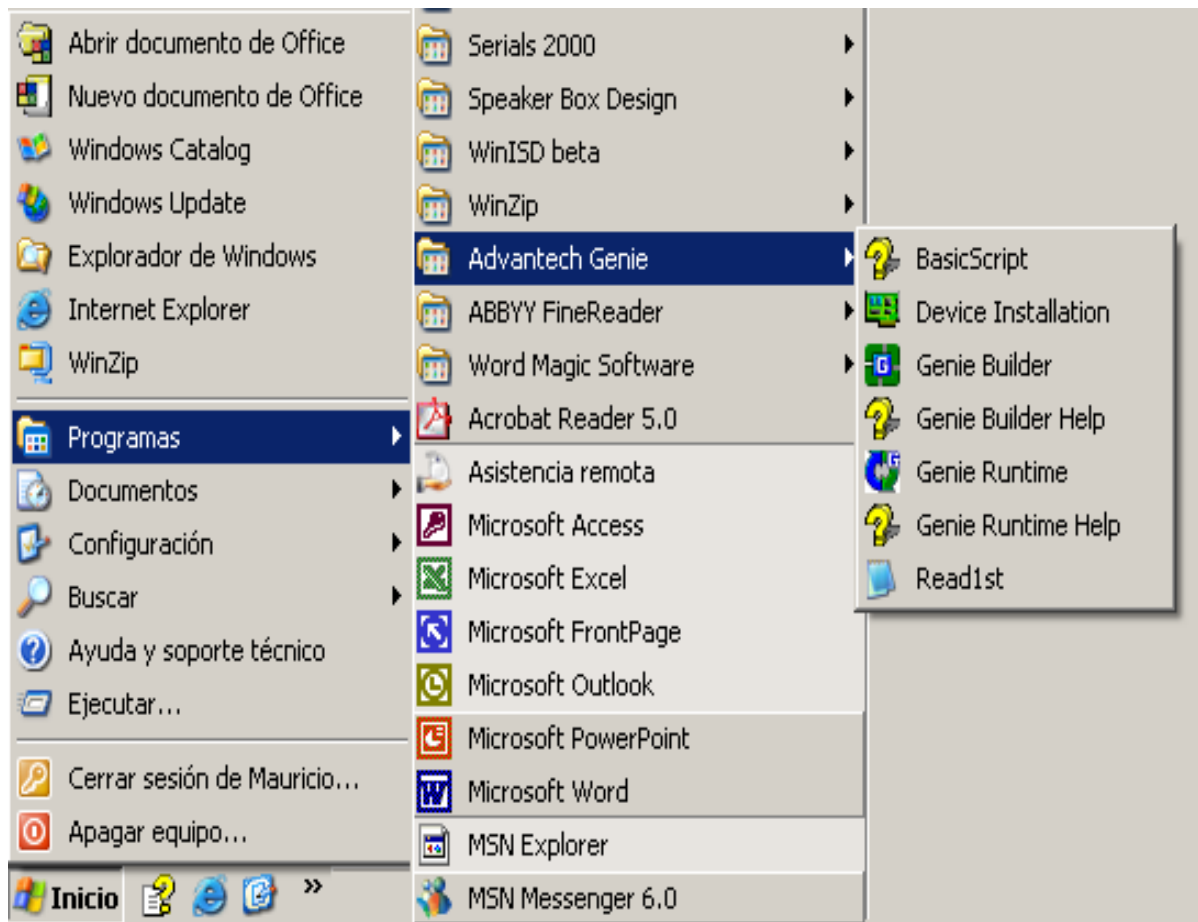 Abrir documento de Office
Nuevo documento de Office
Windows Catalog
Windows Update
Explorador de Windows
Internet Explorer
WinZip
Programas
Documentos
Configuración
Buscar
Ayuda y soporte técnico
Ejecutar...
Cerrar sesión de Mauricio...
Apagar equipo...
Inicio
»
Serials 2000
Speaker Box Design
WinISD beta
WinZip
Advantech Genie
ABBYY FineReader
Word Magic Software
Acrobat Reader 5.0
Asistencia remota
Microsoft Access
Microsoft Excel
Microsoft FrontPage
Microsoft Outlook
Microsoft PowerPoint
Microsoft Word
MSN Explorer
MSN Messenger 6.0
BasicScript
Device Installation
Genie Builder
Genie Builder Help
Genie Runtime
Genie Runtime Help
Read1st